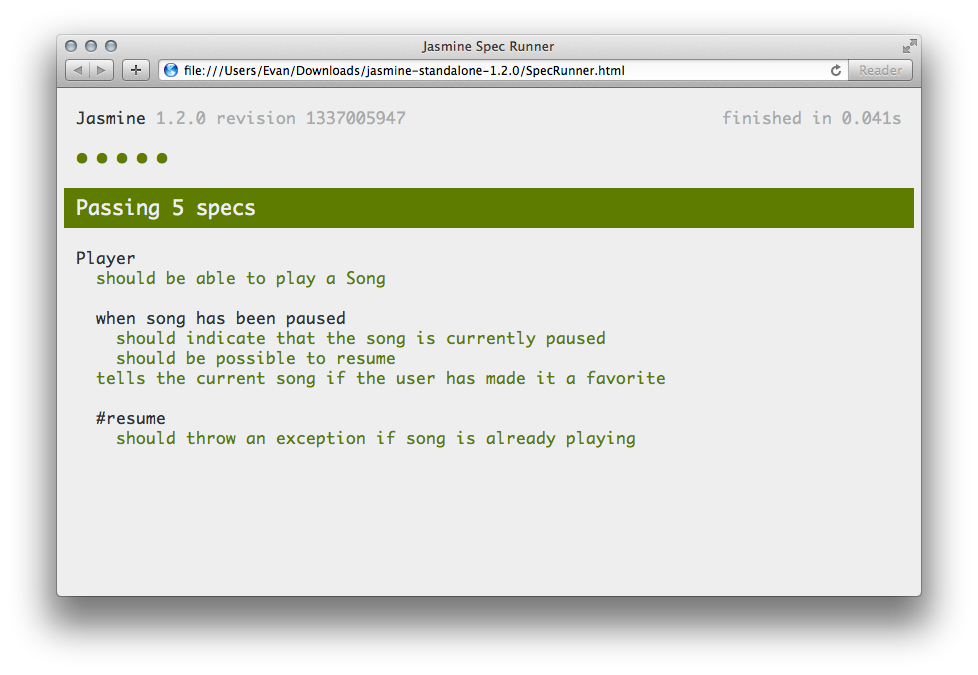 Jasmine Spec Runner
file:///Users/Evan/Downloads/jasmine-standalone-1.2.0/SpecRunner.html
Reader
Jasmine 1.2.0 revision 1337005947
finished in 0.041s
Passing 5 specs
Player
should be able to play a Song
when song has been paused
should indicate that the song is currently paused
should be possible to resume
tells the current song if the user has made it a favorite
#resume
should throw an exception if song is already playing